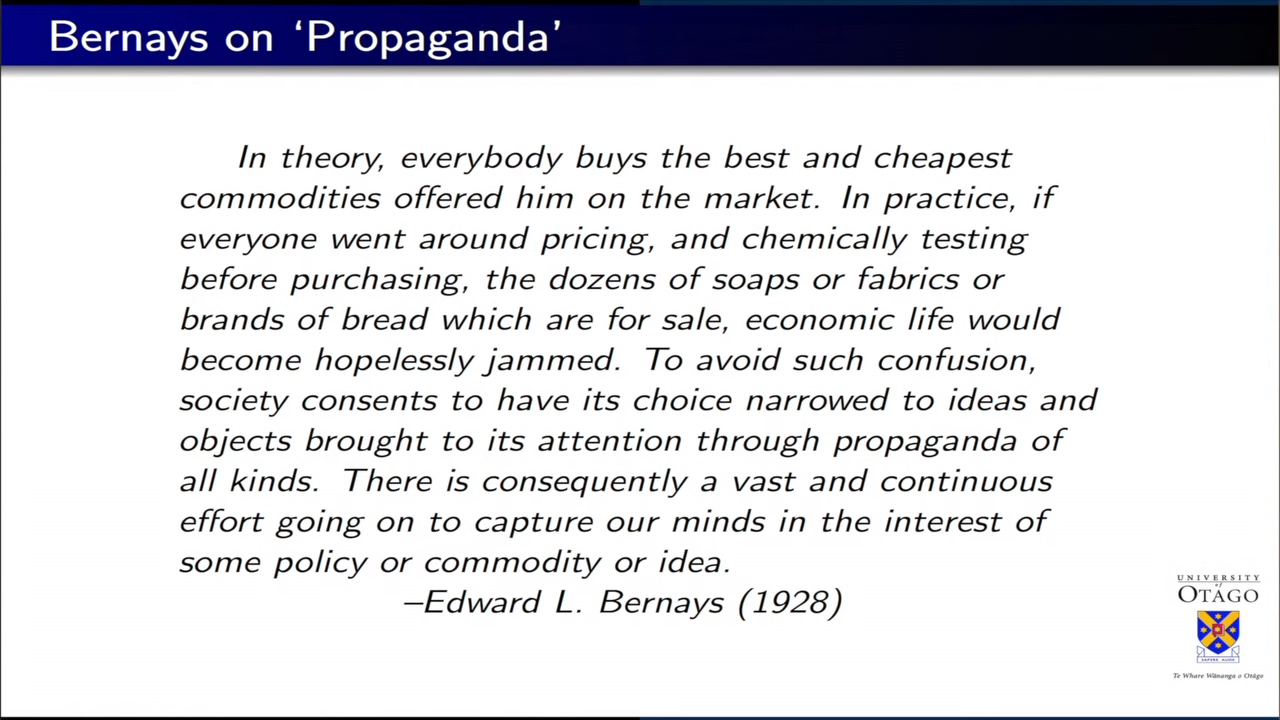 Bernays on ‘Propaganda’
In theory, everybody buys the best and cheapest
commodities offered him on the market. In practice, if
everyone went around pricing, and chemically testing
before purchasing, the dozens of soaps or fabrics or
brands of bread which are for sale, economic life would
become hopelessly jammed. To avoid such confusion,
society consents to have its choice narrowed to ideas and
objects brought to its attention through propaganda of
all kinds. There is consequently a vast and continuous
effort going on to capture our minds in the interest of
some policy or commodity or idea.
–Edward L. Bernays (1928)
UNIVERSITY
of
OTAGO
SAPERE AUDE
Te Whare Wānanga o Otāgo